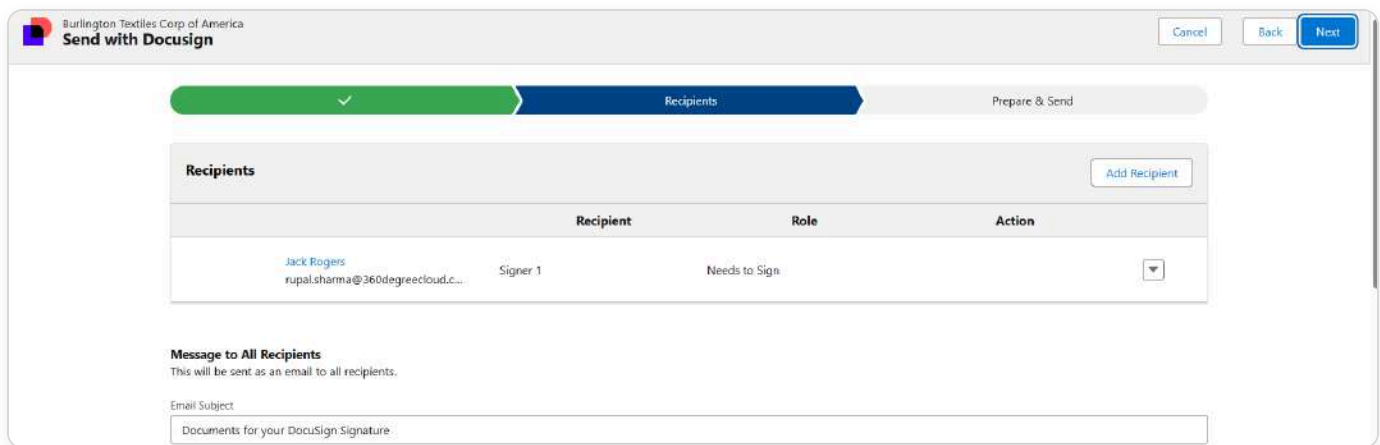 Burlington Textiles Corp of America
Send with Docusign
Cancel
Back
Next
Recipients
Prepare & Send
Recipients
Add Recipient
Recipient Role Action
Jack Rogers
rupal.sharma@360degreecloud.c...
Signer 1
Needs to Sign
Message to All Recipients
This will be sent as an email to all recipients.
Email Subject
Documents for your DocuSign Signature